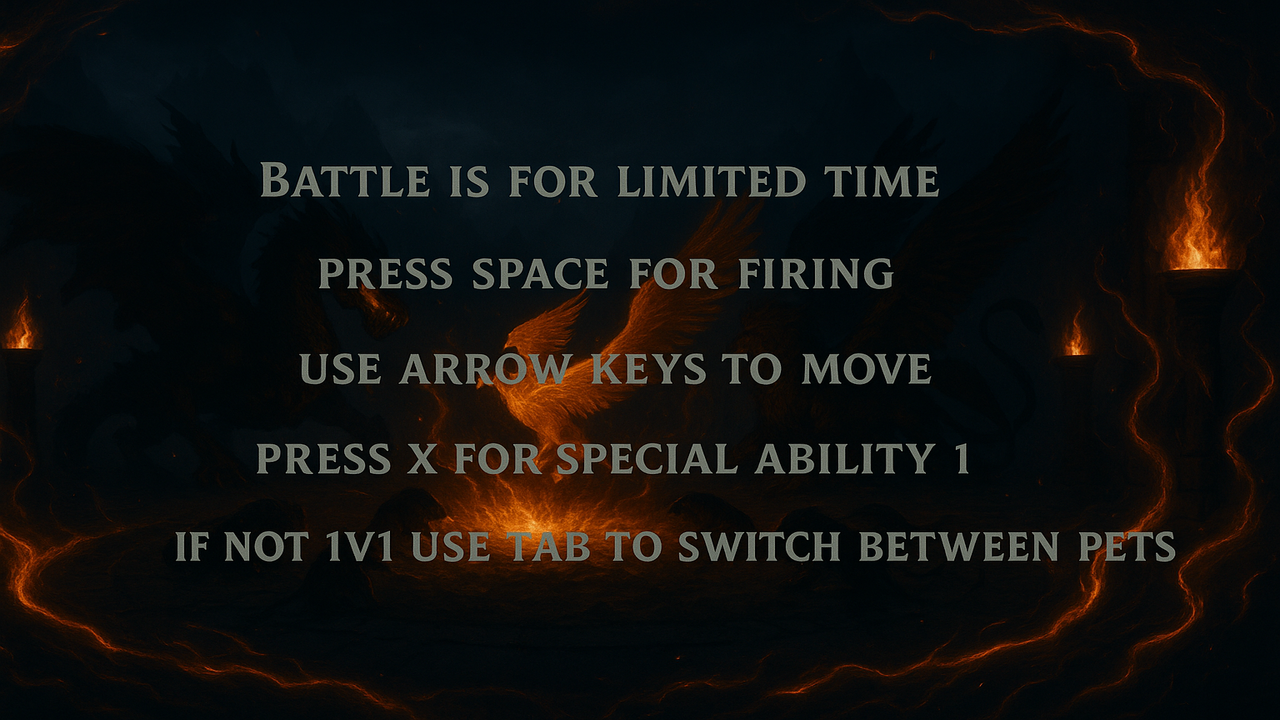 Battle is for limited time
press space for firing
use arrow keys to move
press x for special ability 1
if not 1v1 use tab to switch between pets